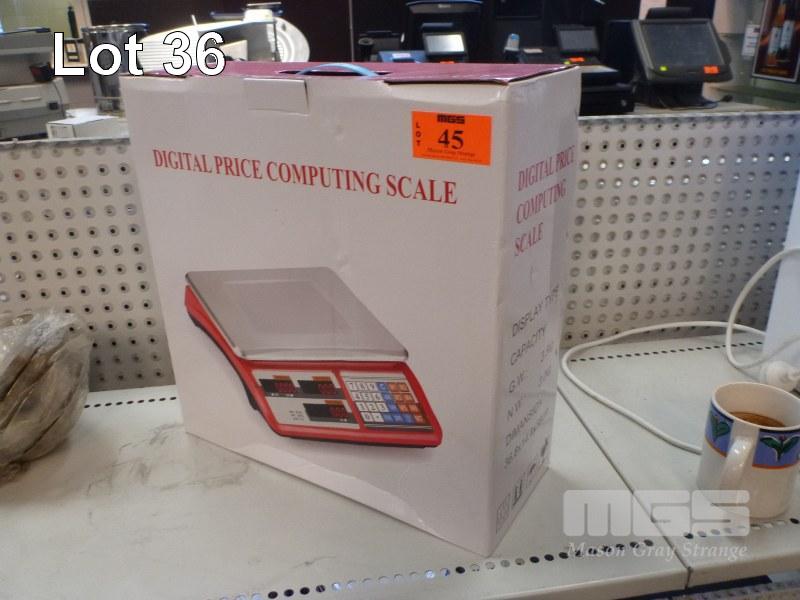 Lot 36
MGS
LOT
45
Mason Gray Strange
DIGITAL PRICE COMPUTING SCALE
DIGITAL PRICE
COMPUTING
SCALE
DISPLAY TYPE
CAPACITY
G.W.:
N.W.:
MGS
Mason Gray Strange